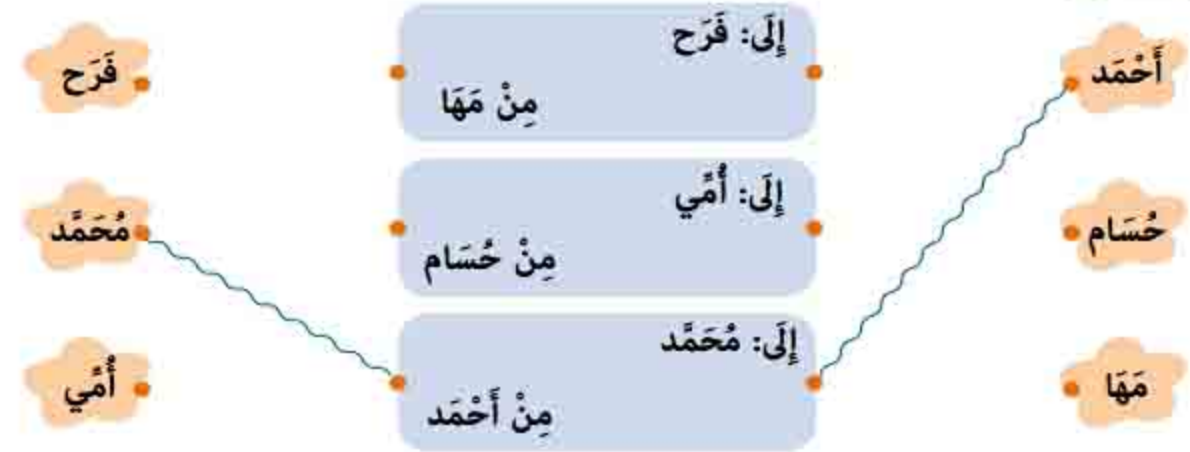 أَحْمَد
حُسَام
مَهَا
إِلَى: فَرَح
مِنْ مَهَا
إِلَى: أُمِّي
مِنْ حُسَام
إِلَى: مُحَمَّد
مِنْ أَحْمَد
فَرَح
مُحَمَّد
أُمِّي